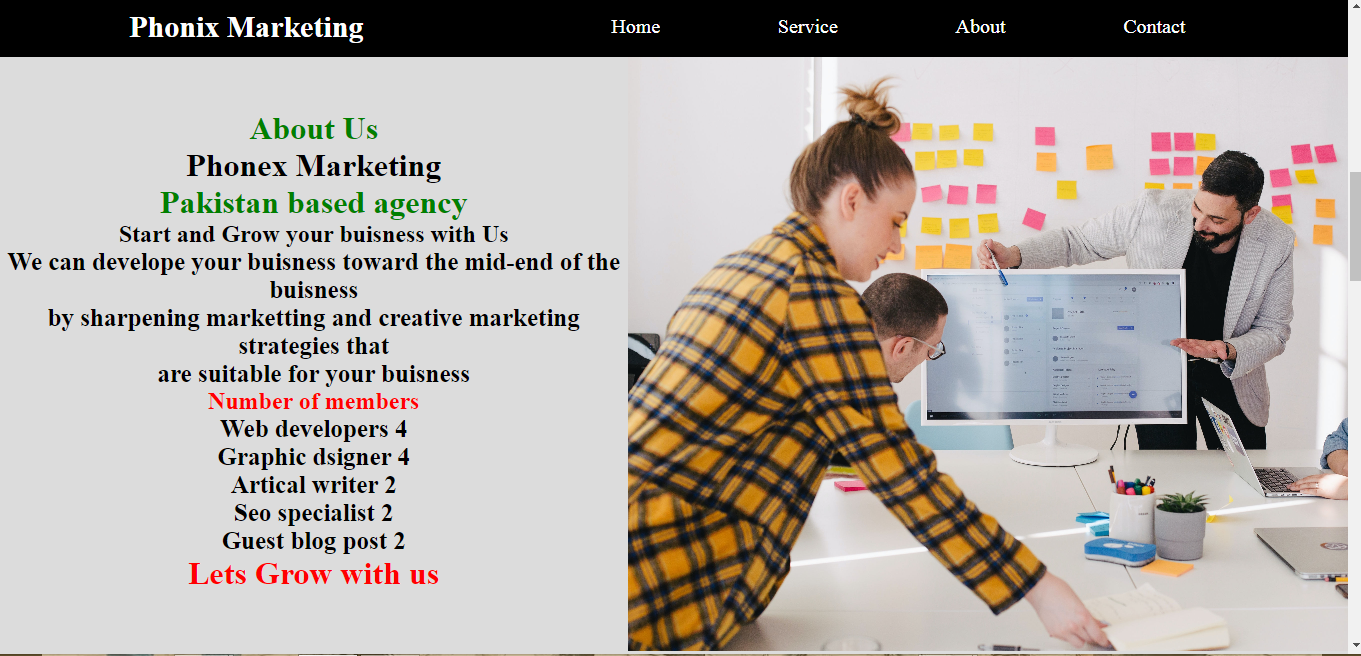 Phonix Marketing
Home
Service
About
Contact
About Us
Phonex Marketing
Pakistan based agency
Start and Grow your buisness with Us
We can develope your buisness toward the mid-end of the
buisness
by sharpening marketting and creative marketing
strategies that
are suitable for your buisness
Number of members
Web developers 4
Graphic dsigner 4
Artical writer 2
Seo specialist 2
Guest blog post 2
Lets Grow with us